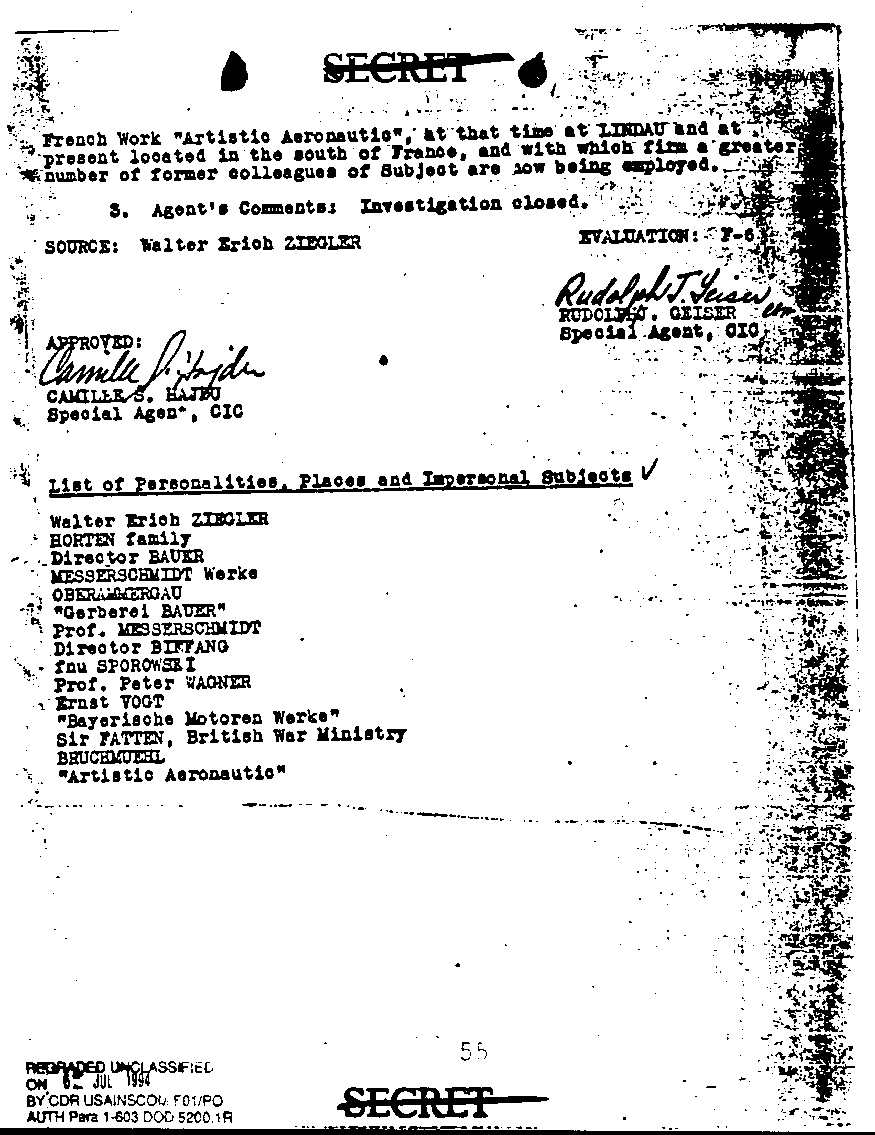 SECRET
French Work "Artistic Aeronautic", at that time at LINDAU and at
present located in the south of France, and with which firm a greater
number of former colleagues of Subject are now being employed.
3. Agent's Comments: Investigation closed.
SOURCE: Walter Erich ZIEGLER
EVALUATION: F-6
Rudolph J. Geiser
RUDOLPH J. GEISER
Special Agent, CIC
APPROVED:
Camille S. Hajdu
CAMILLE S. HAJDU
Special Agent, CIC
List of Personalities, Places and Impersonal Subjects ✓
Walter Erich ZIEGLER
HORTEN family
Director BAUER
MESSERSCHMIDT Werke
OBERAMMERGAU
"Gerberei BAUER"
Prof. MESSERSCHMIDT
Director BIFFANG
fnu SPOROWSKI
Prof. Peter WAGNER
Ernst VOGT
"Bayerische Motoren Werke"
Sir FATTEN, British War Ministry
BRUCHMUEHL
"Artistic Aeronautic"
55
REGRADED UNCLASSIFIED
ON JUL 1994
BY CDR USAINSCOM F01/PO
AUTH Para 1-603 DOD 5200.1R
SECRET